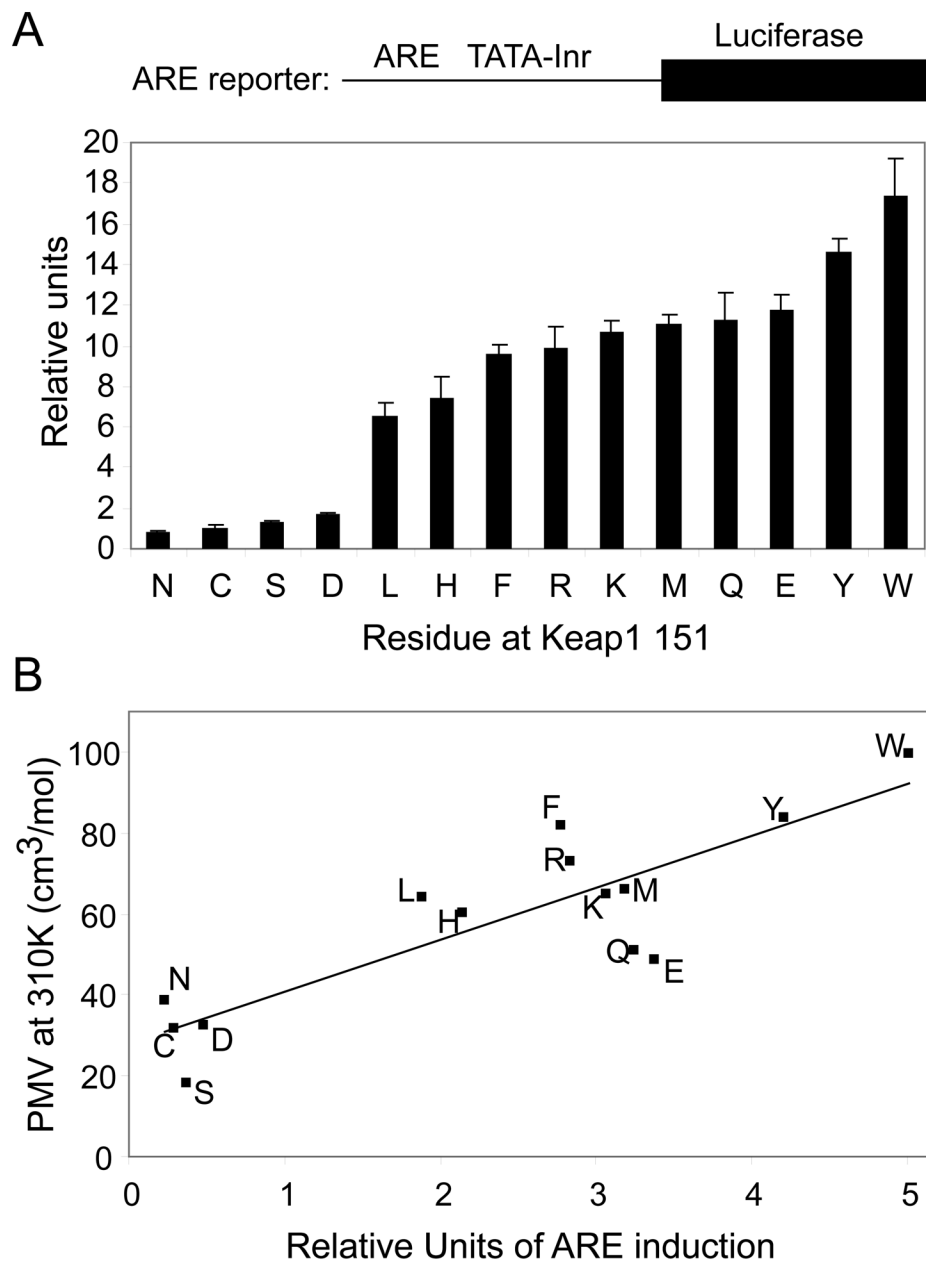 A
Luciferase
ARE TATA-Inr
ARE reporter:
20
18
16
14
12
10
8
6
4
2
0
Relative units
N C S D L H F R K M Q E Y W
Residue at Keap1 151
B
100
80
60
40
20
0
PMV at 310K (cm³/mol)
W
Y
F
R
L
M
K
H
Q
E
N
C
D
S
0 1 2 3 4 5
Relative Units of ARE induction